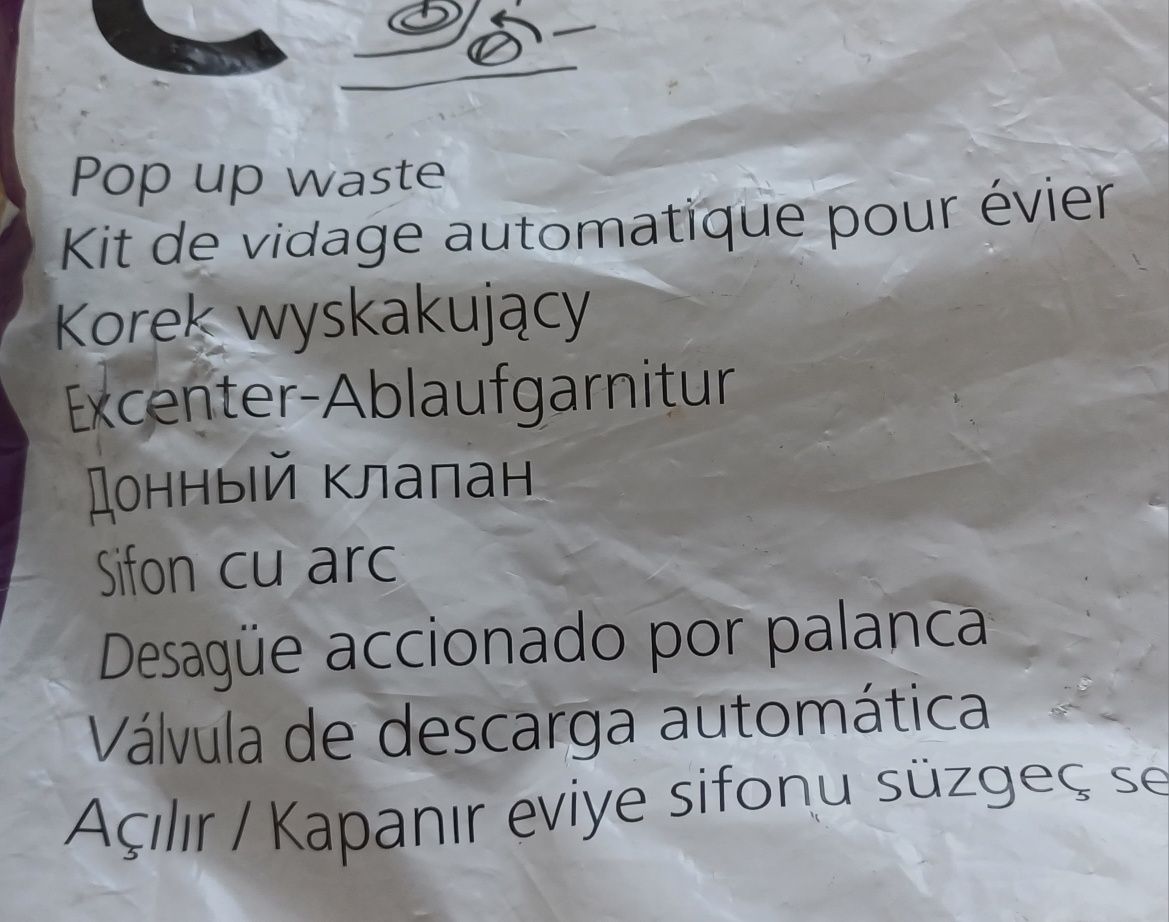 Pop up waste
Kit de vidage automatique pour évier
Korek wyskakujący
Excenter-Ablaufgarnitur
Донный клапан
Sifon cu arc
Desagüe accionado por palanca
Válvula de descarga automática
Açılır / Kapanır eviye sifonu süzgeç se